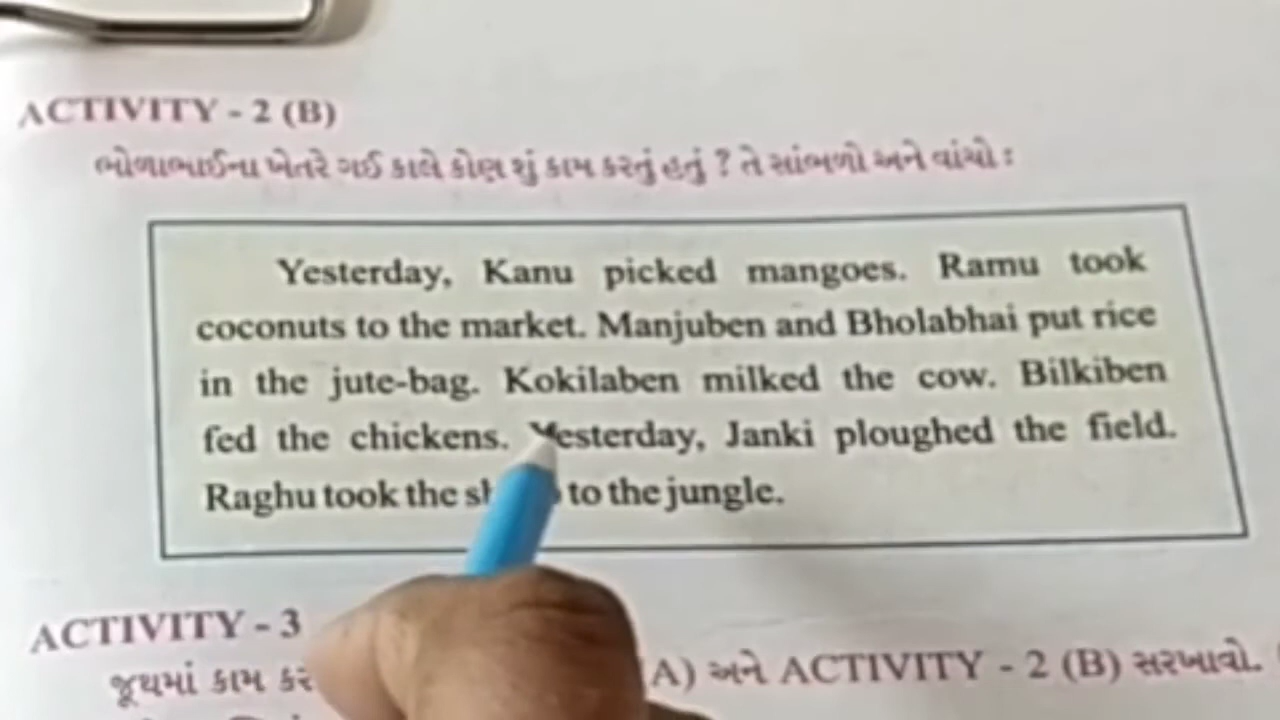 ACTIVITY - 2 (B)
ભોળાભાઈના ખેતરે ગઈ કાલે કોણ શું કામ કરતું હતું ? તે સાંભળો અને વાંચો :
Yesterday, Kanu picked mangoes. Ramu took
coconuts to the market. Manjuben and Bholabhai put rice
in the jute-bag. Kokilaben milked the cow. Bilkiben
fed the chickens. Yesterday, Janki ploughed the field.
Raghu took the to the jungle.
ACTIVITY - 3
જૂથમાં કામ (A) અને ACTIVITY - 2 (B) સરખાવો.